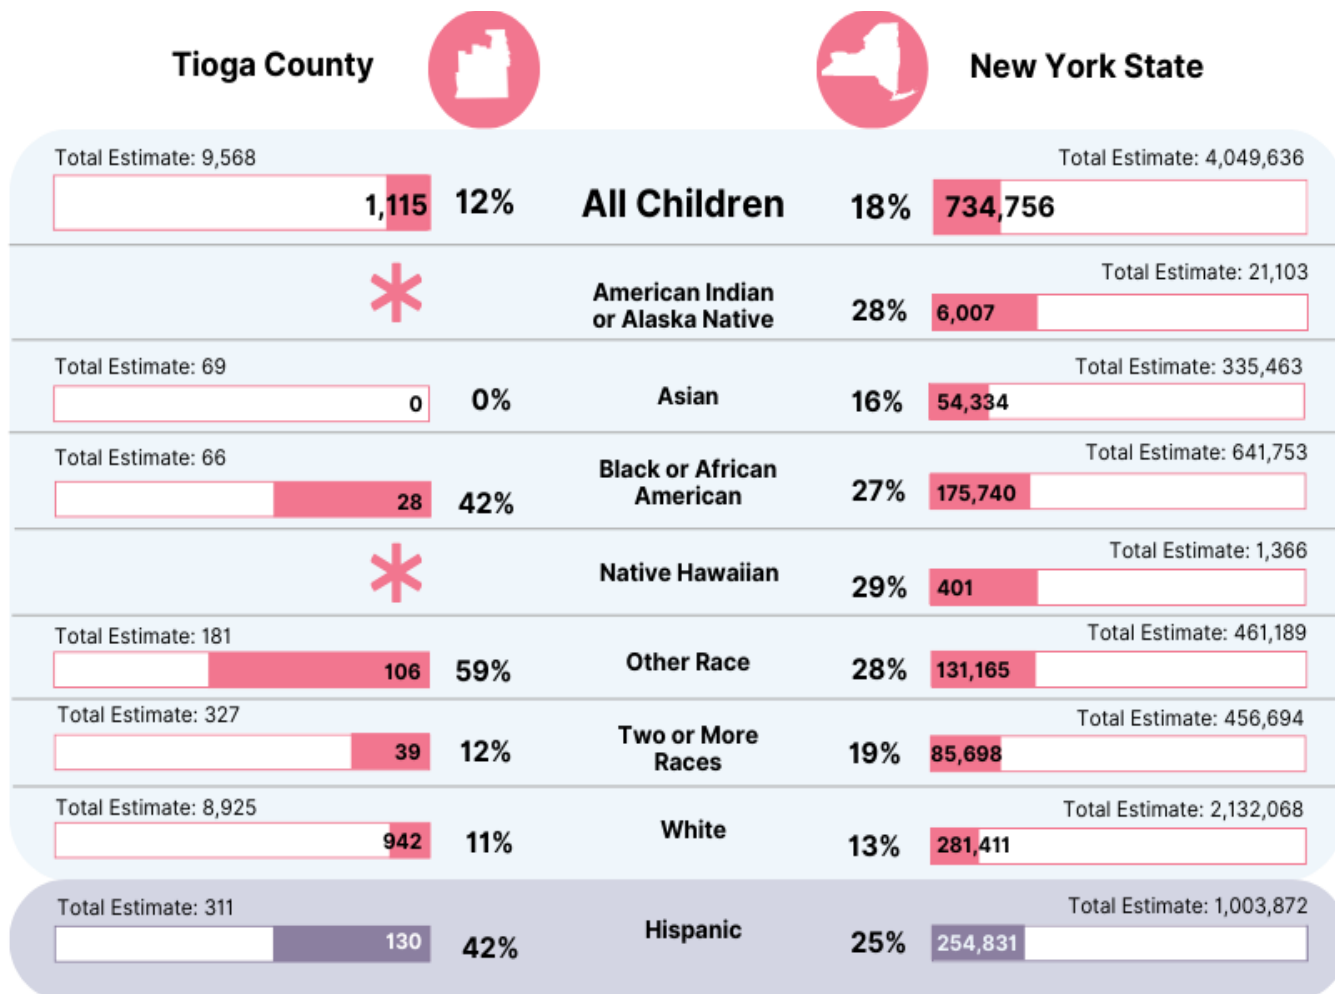 Tioga County
New York State
Total Estimate: 9,568
Total Estimate: 4,049,636
1,115 12% All Children 18% 734,756
Total Estimate: 21,103
* American Indian
or Alaska Native
28% 6,007
Total Estimate: 69
Total Estimate: 335,463
0 0% Asian 16% 54,334
Total Estimate: 66
Total Estimate: 641,753
28 42% Black or African
American
27% 175,740
Total Estimate: 1,366
* Native Hawaiian 29% 401
Total Estimate: 181
Total Estimate: 461,189
106 59% Other Race 28% 131,165
Total Estimate: 327
Total Estimate: 456,694
39 12% Two or More
Races
19% 85,698
Total Estimate: 8,925
Total Estimate: 2,132,068
942 11% White 13% 281,411
Total Estimate: 311
Total Estimate: 1,003,872
130 42% Hispanic 25% 254,831